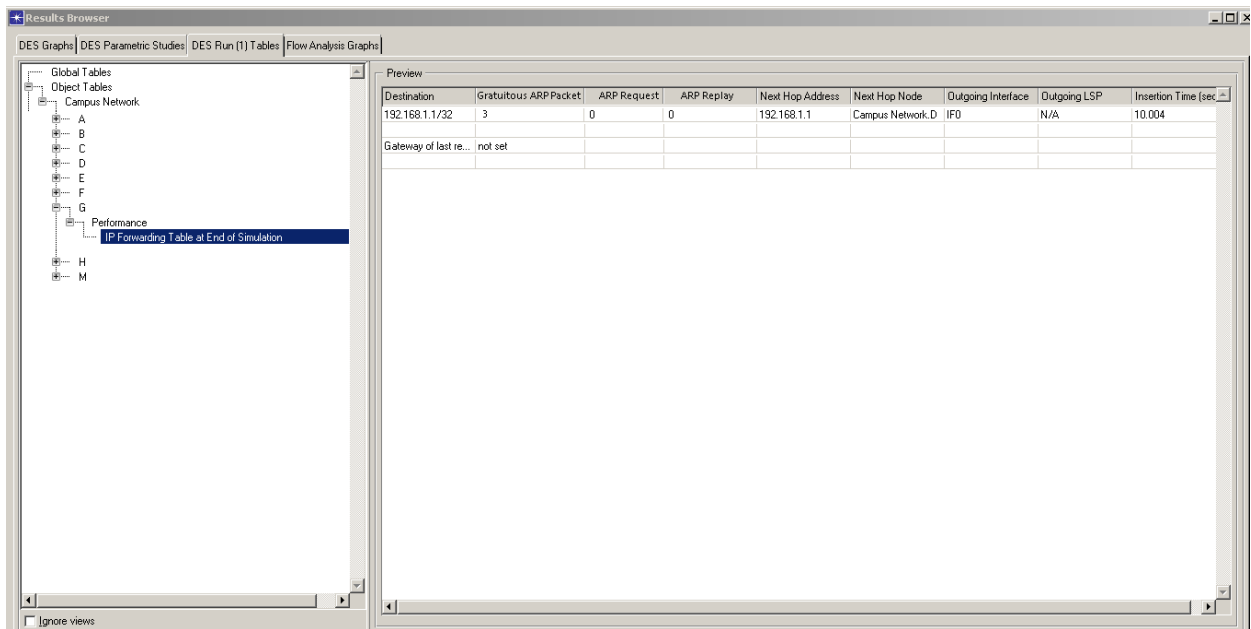 Results Browser
DES Graphs DES Parametric Studies DES Run (1) Tables Flow Analysis Graphs
Global Tables
Object Tables
Campus Network
A
B
C
D
E
F
G
Performance
IP Forwarding Table at End of Simulation
H
M
Ignore views
Preview
Destination Gratuitous ARP Packet ARP Request ARP Replay Next Hop Address Next Hop Node Outgoing Interface Outgoing LSP Insertion Time (sec
192.168.1.1/32 3 0 0 192.168.1.1 Campus Network.D IF0 N/A 10.004
Gateway of last re... not set